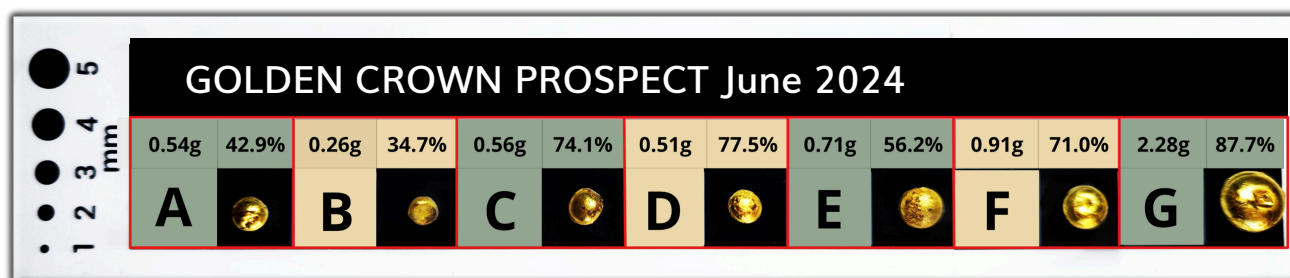 GOLDEN CROWN PROSPECT June 2024
5
4
3
2
1
mm
0.54g 42.9% 0.26g 34.7% 0.56g 74.1% 0.51g 77.5% 0.71g 56.2% 0.91g 71.0% 2.28g 87.7%
A B C D E F G